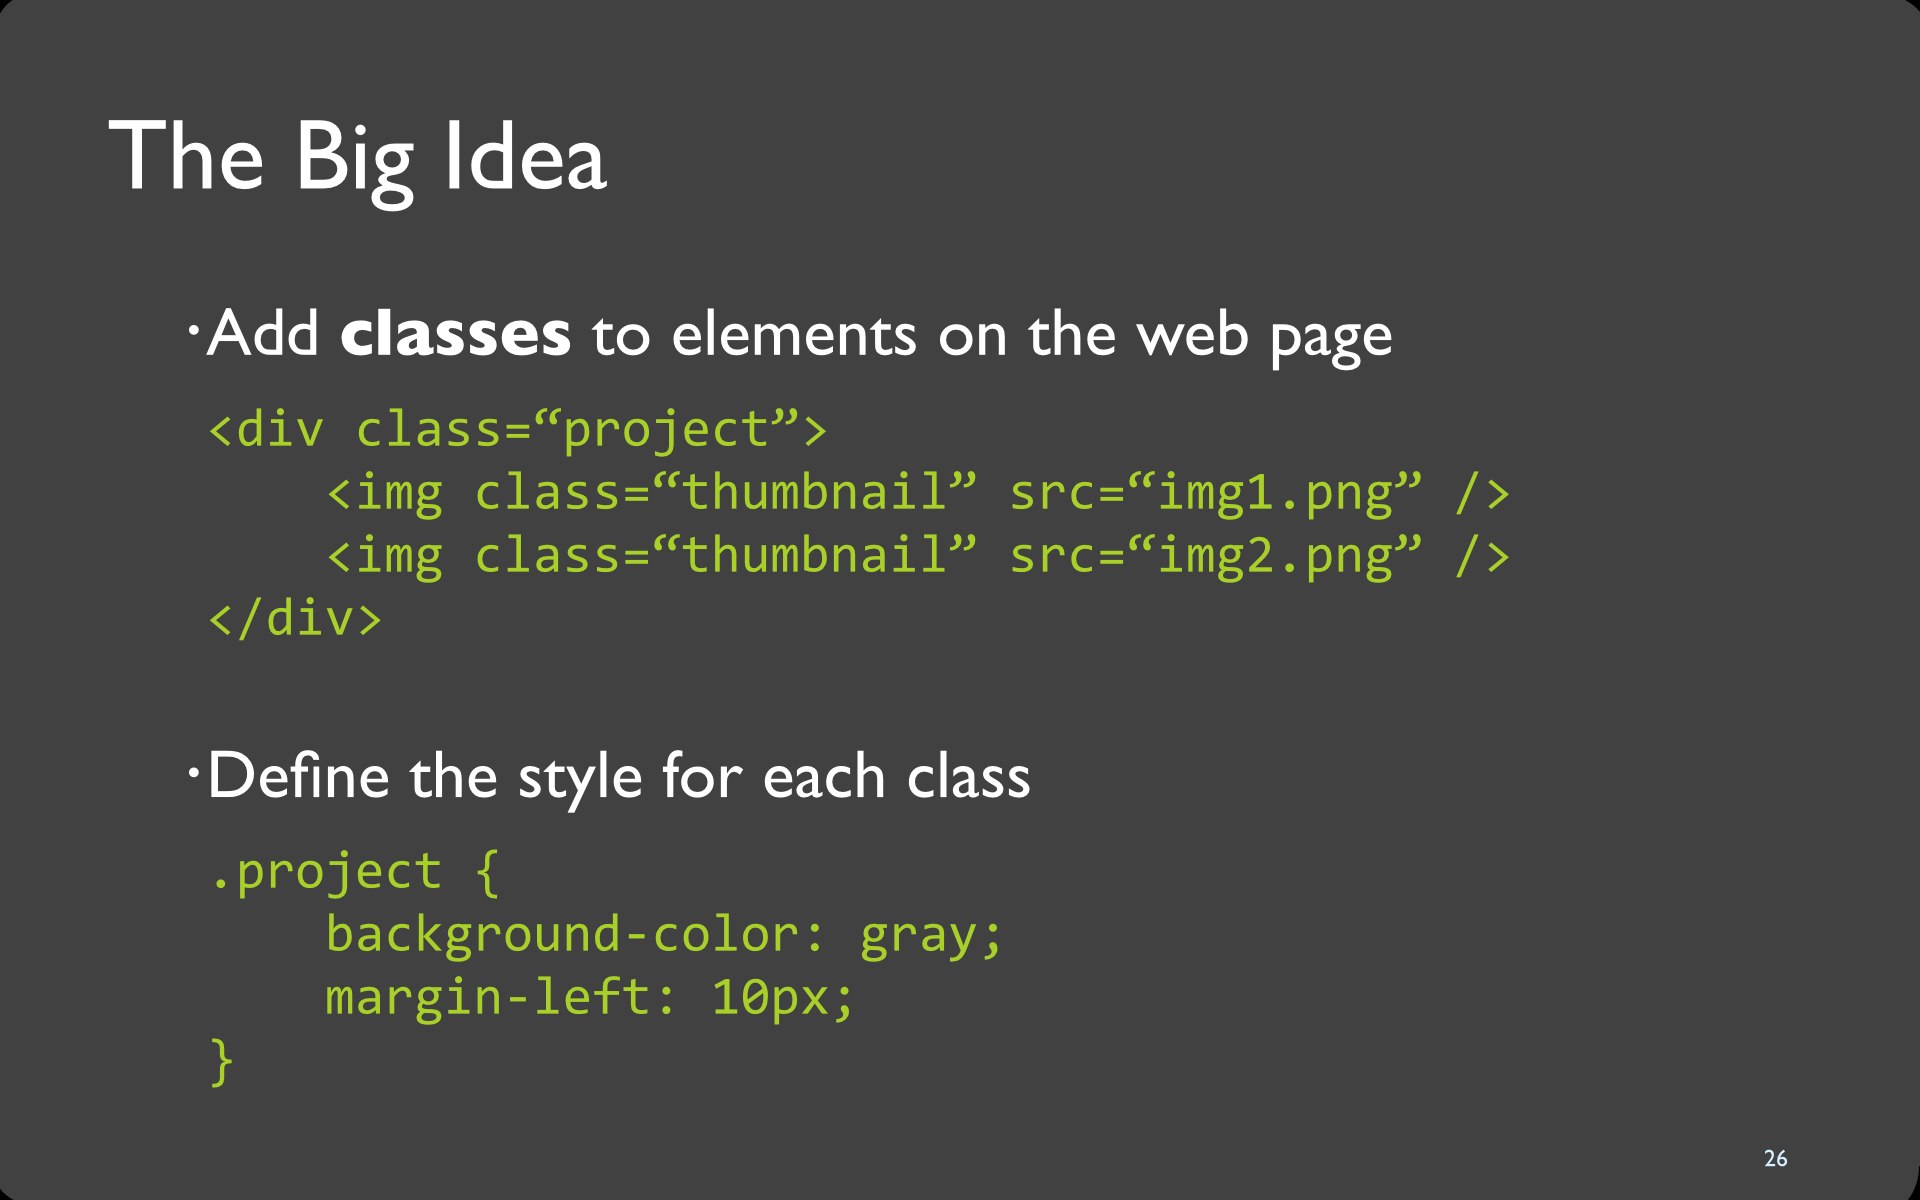 The Big Idea
•Add classes to elements on the web page
<div class=“project”>
    <img class=“thumbnail” src=“img1.png” />
    <img class=“thumbnail” src=“img2.png” />
</div>
•Define the style for each class
.project {
    background-color: gray;
    margin-left: 10px;
}
26